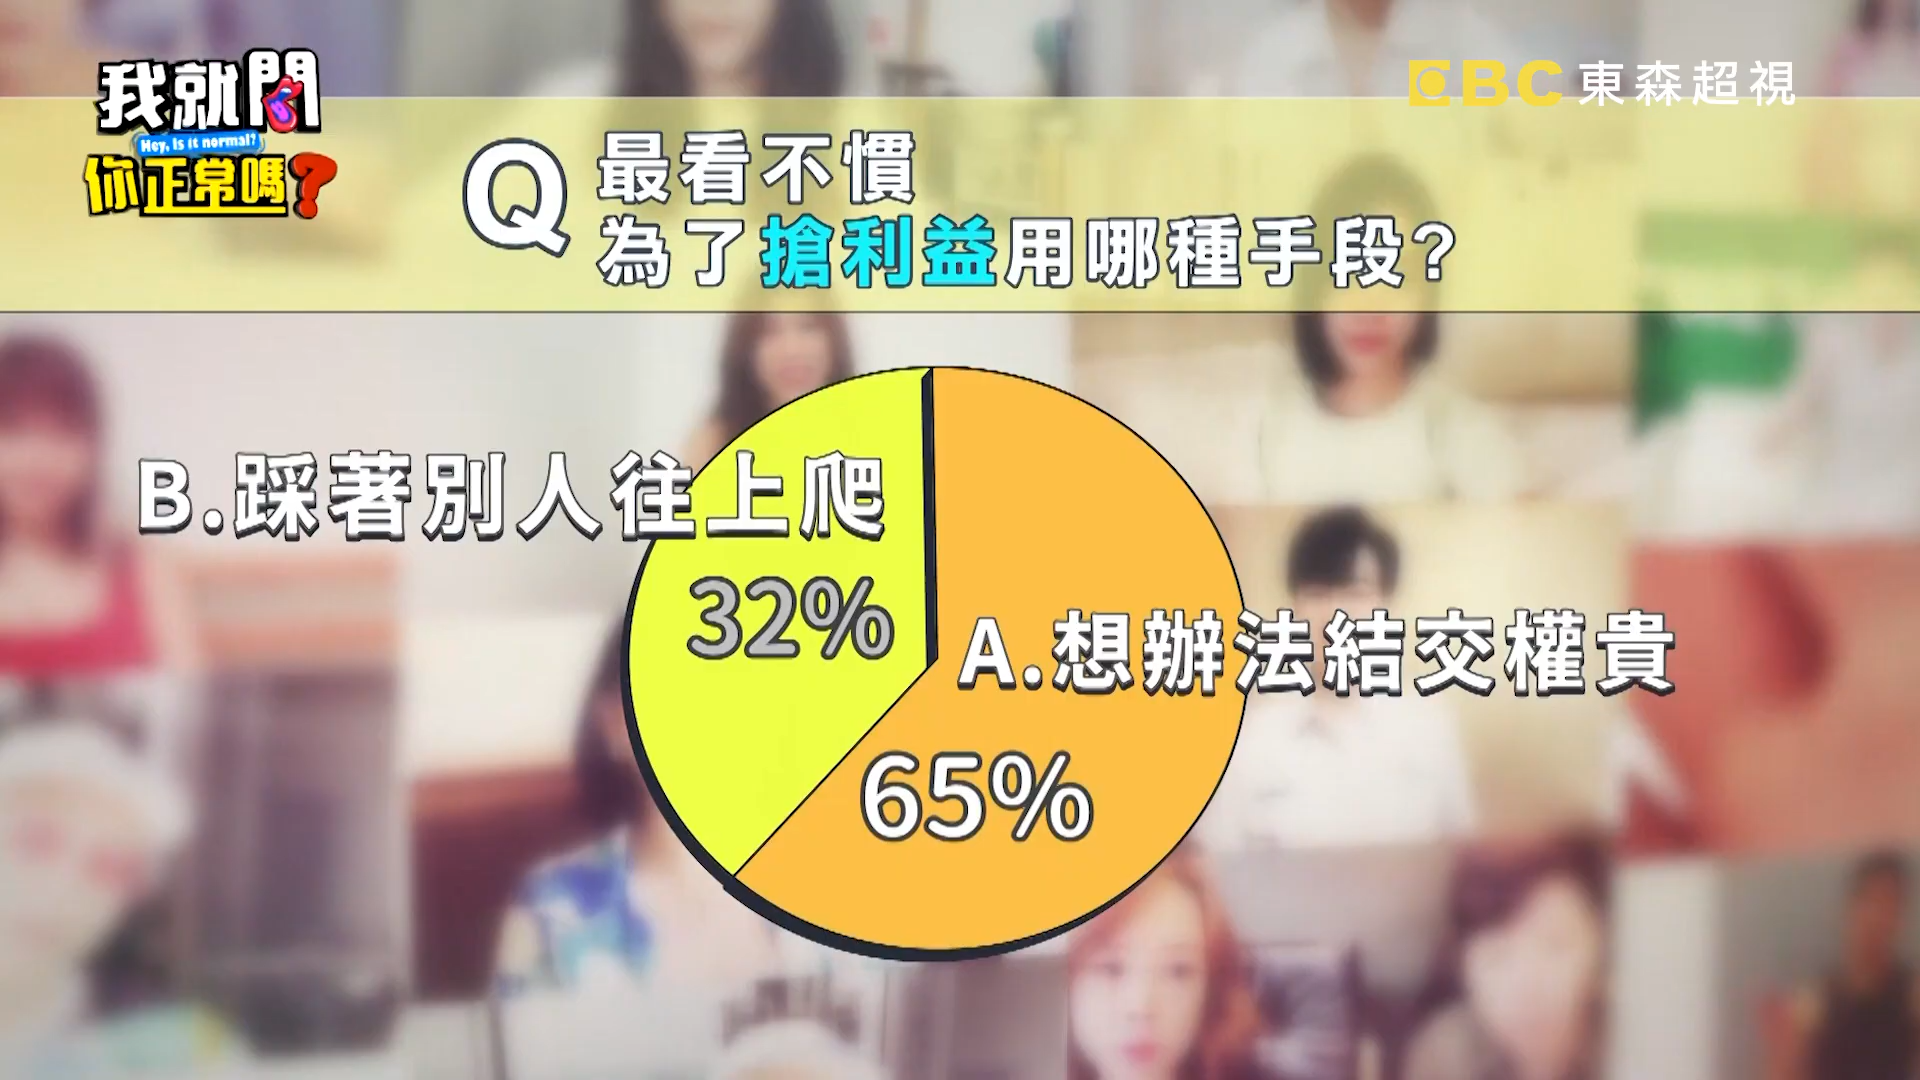 我就問
Hey, Is it normal?
你正常嗎?
EBC 東森超視
Q 最看不慣
為了搶利益用哪種手段?
B.踩著別人往上爬
32%
A.想辦法結交權貴
65%